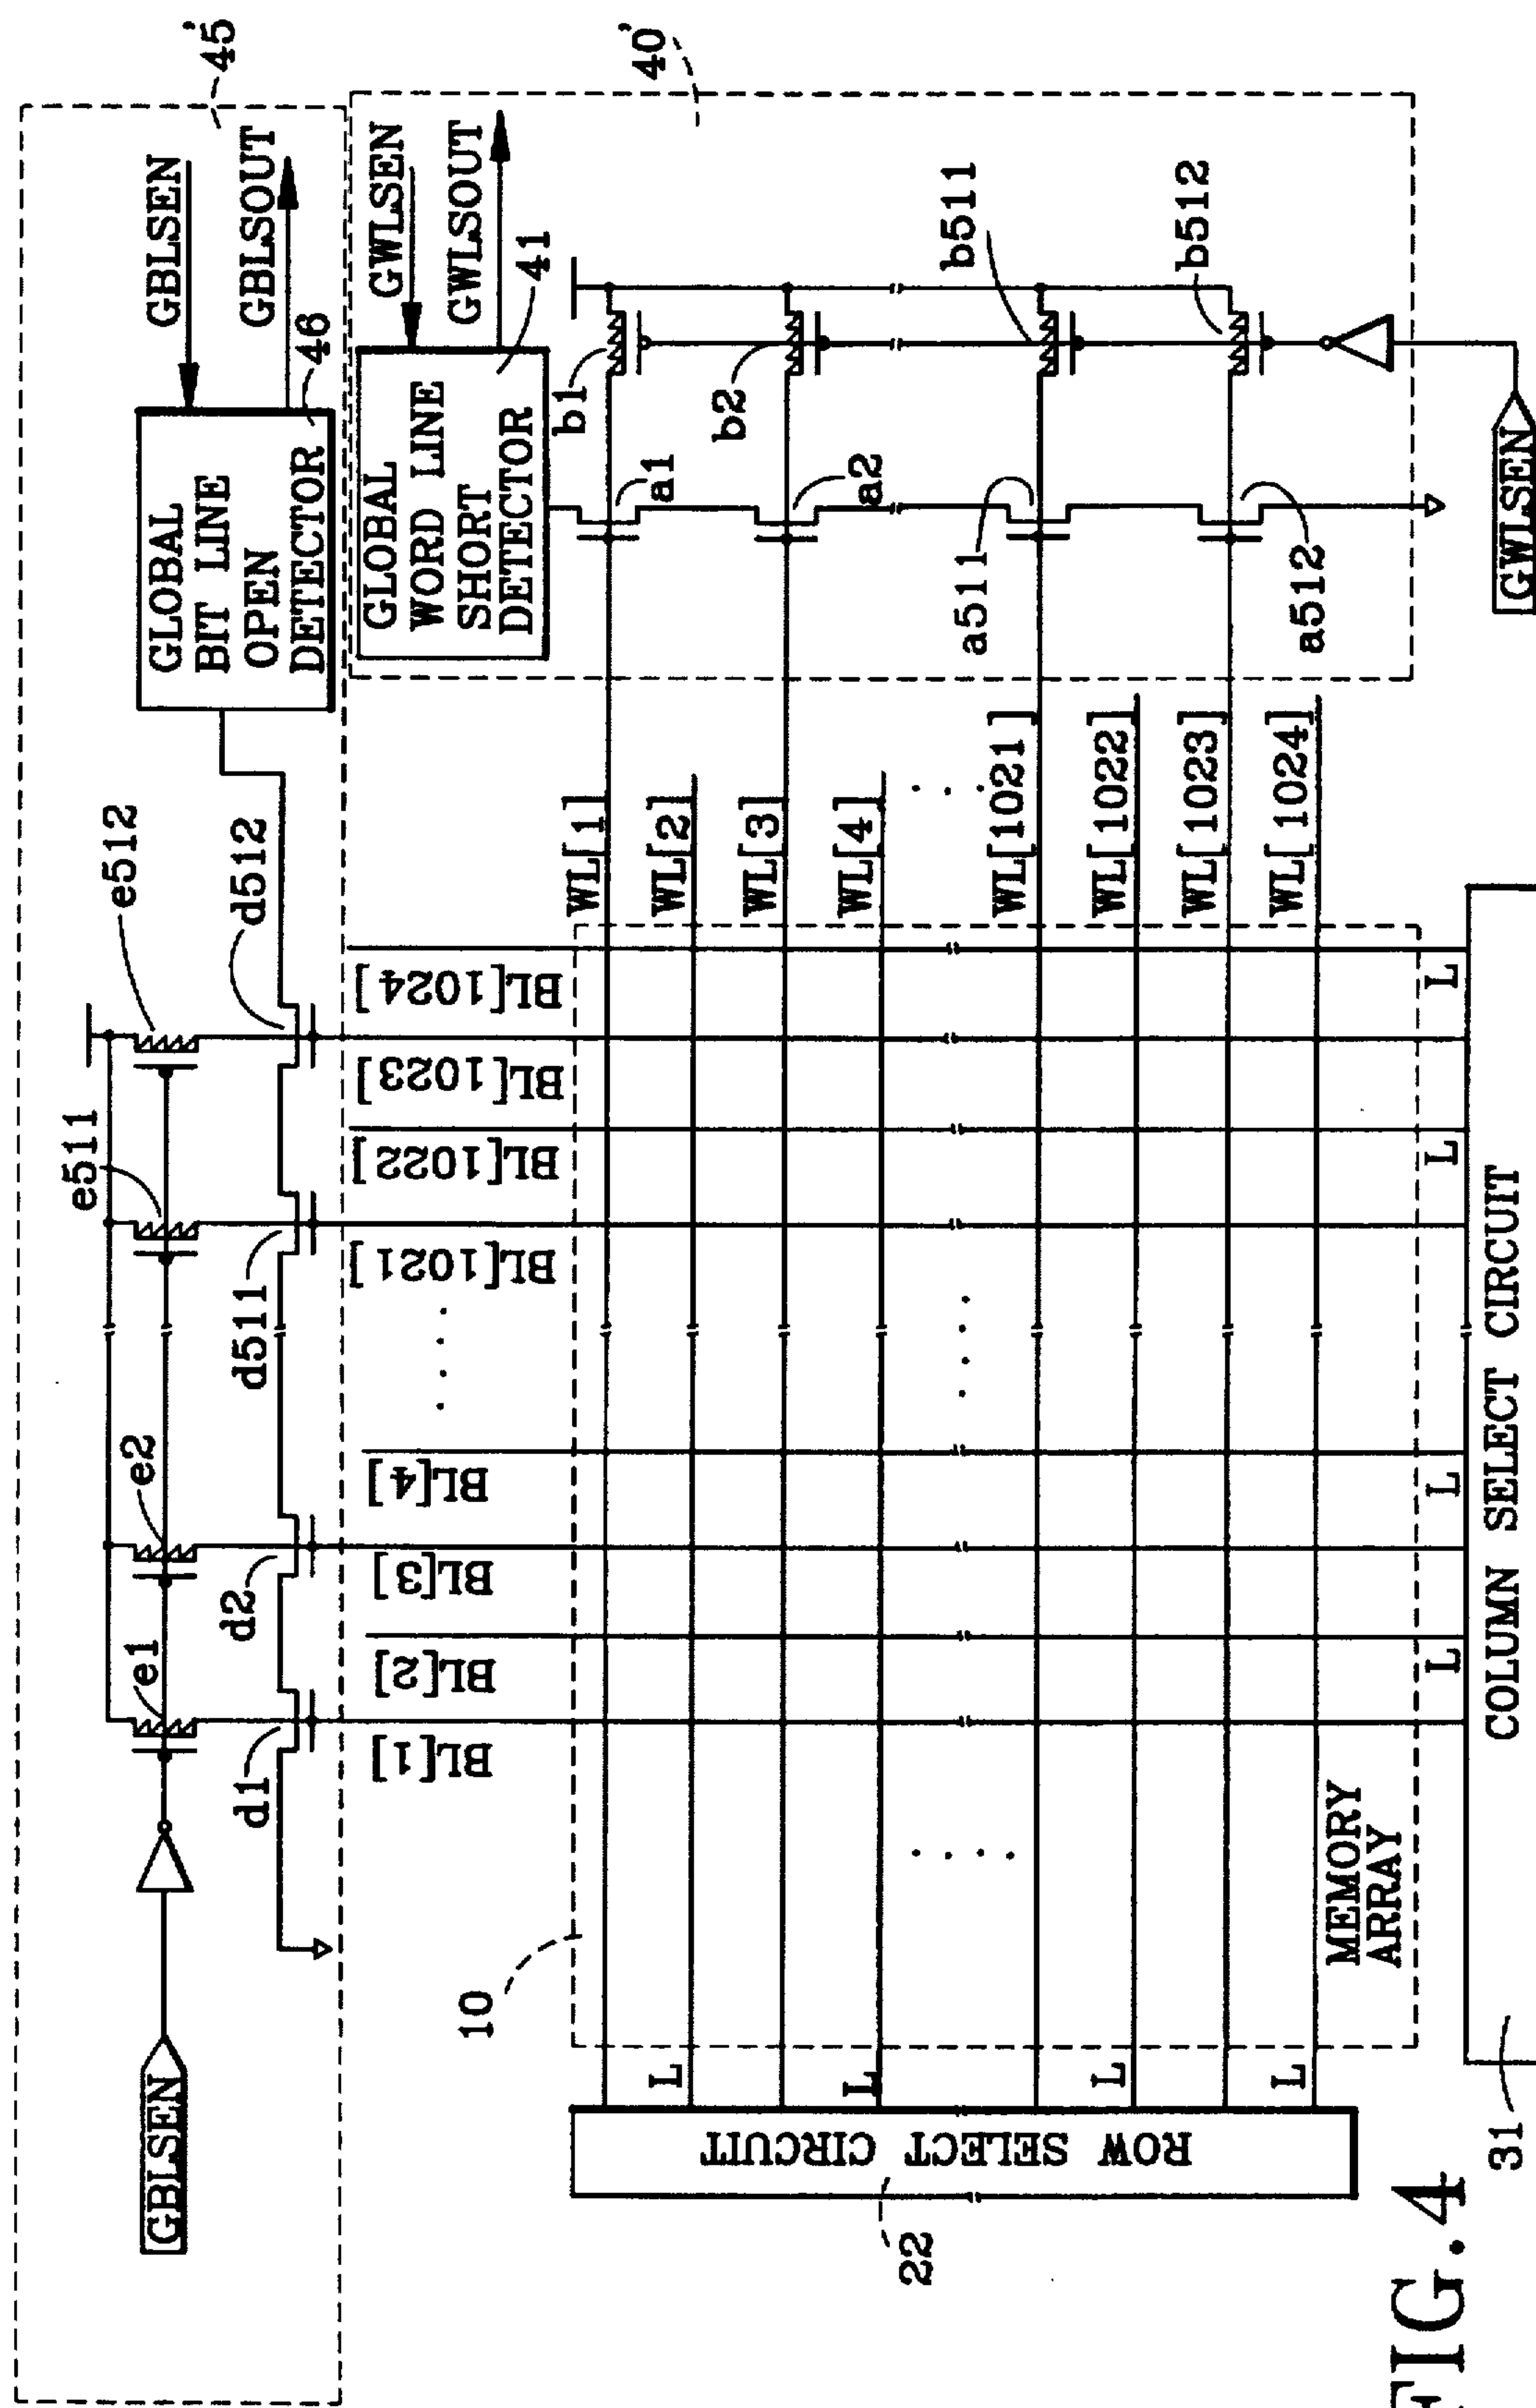 45'
GBLSEN
GBLSOUT
46
GLOBAL
BIT LINE
OPEN
DETECTOR
40'
GWLSEN
GWLSOUT
41
GLOBAL
WORD LINE
SHORT
DETECTOR
b1
b2
b511
b512
a1
a2
a511
a512
GWLSEN
e512
d512
e511
d511
e2
d2
e1
d1
GBLSEN
WL[1]
WL[2]
WL[3]
WL[4]
WL[1021]
WL[1022]
WL[1023]
WL[1024]
BL[1024]
BL[1023]
BL[1022]
BL[1021]
BL[4]
BL[3]
BL[2]
BL[1]
L
L
L
L
10
MEMORY
ARRAY
L
L
L
L
ROW SELECT CIRCUIT
22
COLUMN SELECT CIRCUIT
31
FIG.4